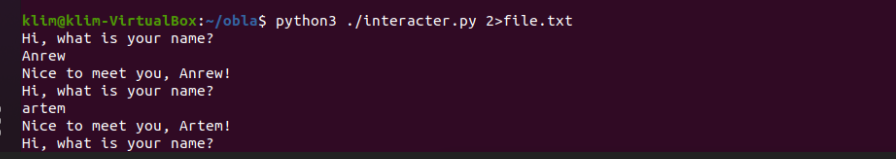 klim@klim-VirtualBox:~/obla$ python3 ./interacter.py 2>file.txt
Hi, what is your name?
Anrew
Nice to meet you, Anrew!
Hi, what is your name?
artem
Nice to meet you, Artem!
Hi, what is your name?